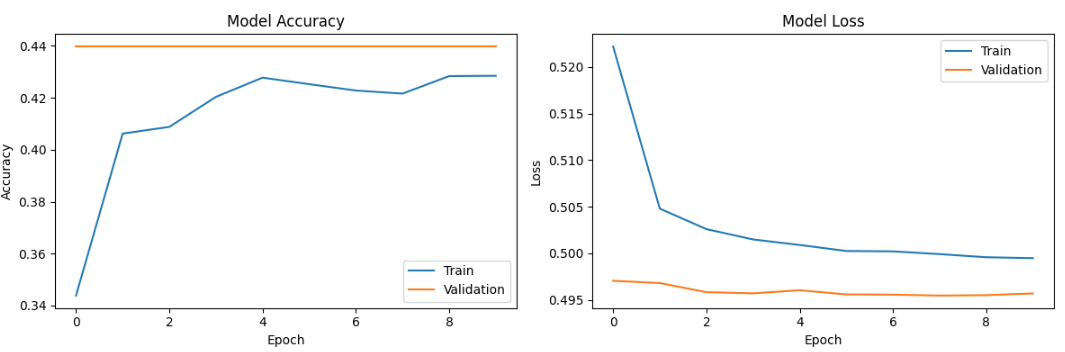 Model Accuracy
Accuracy
0.44
0.42
0.40
0.38
0.36
0.34
0 2 4 6 8
Epoch
Train
Validation
Model Loss
Loss
0.520
0.515
0.510
0.505
0.500
0.495
0 2 4 6 8
Epoch
Train
Validation